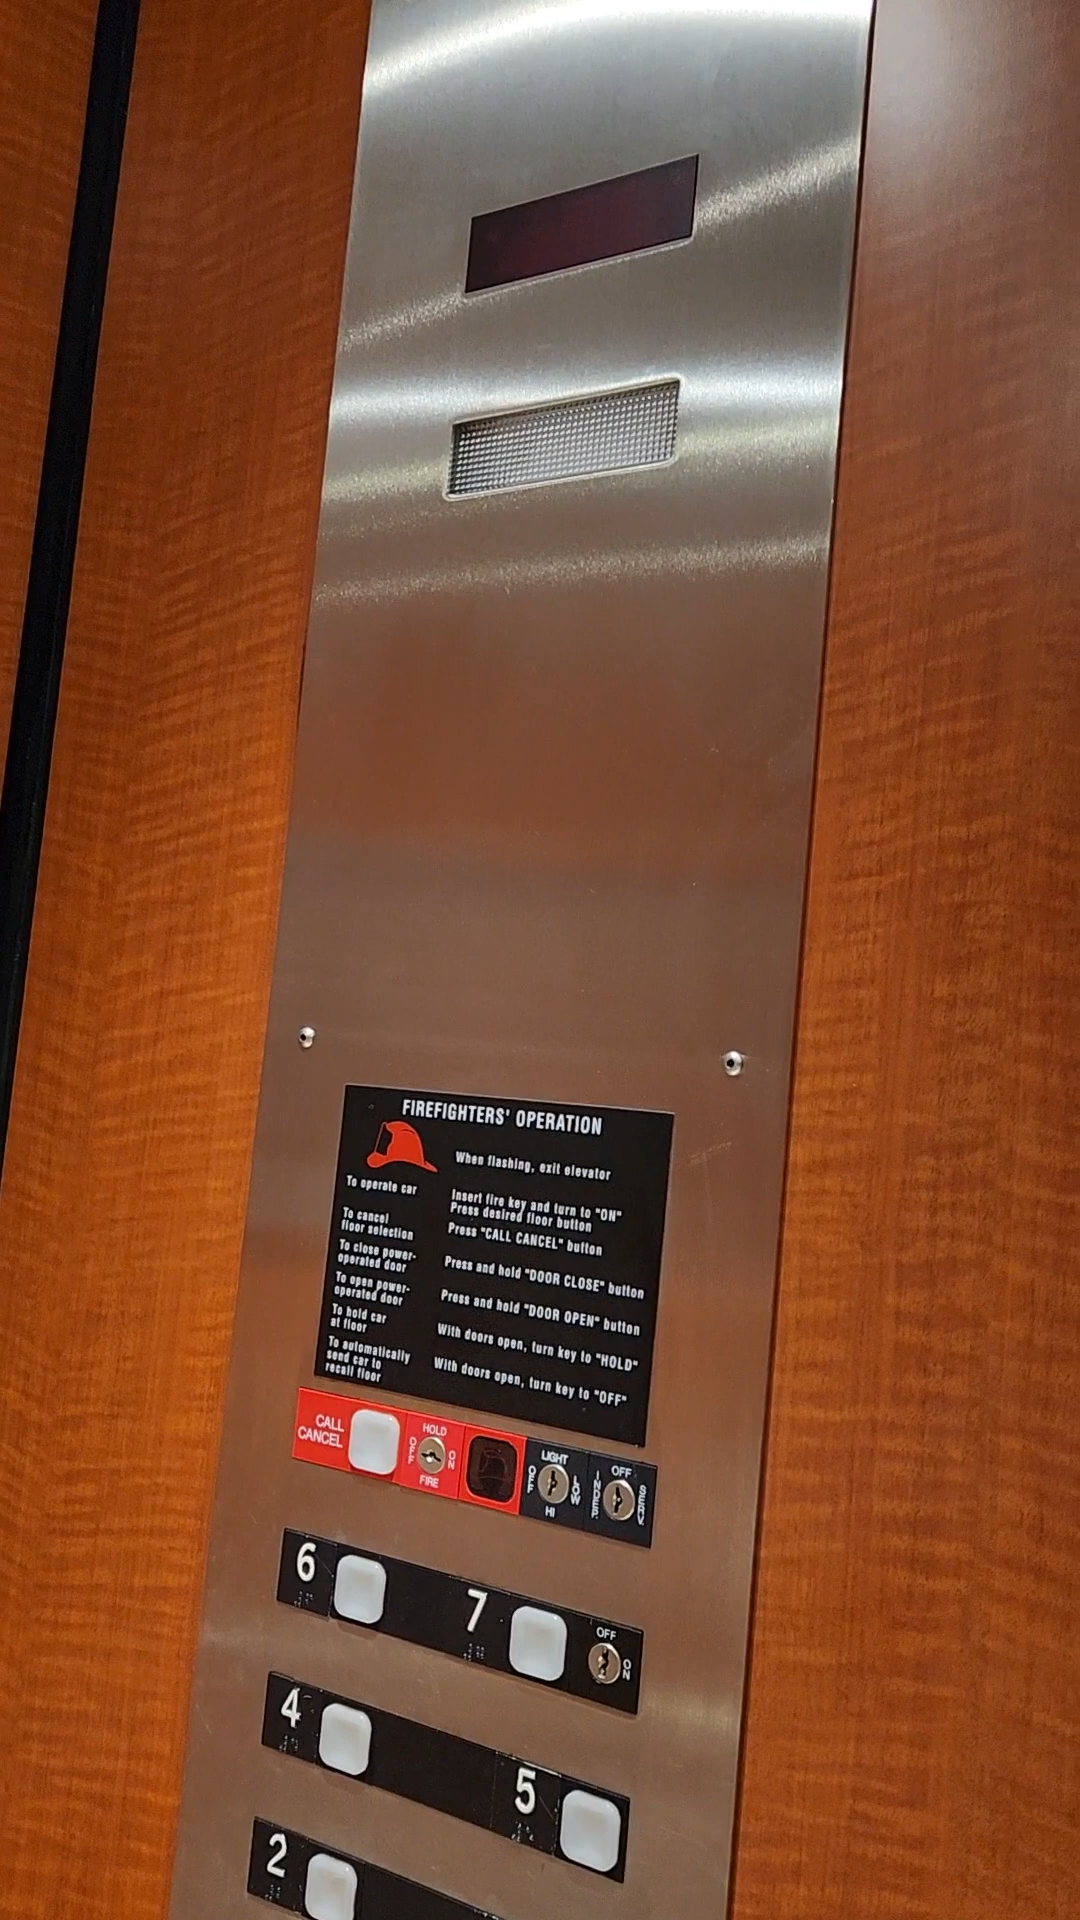 FIREFIGHTERS' OPERATION
When flashing, exit elevator
To operate car
Insert fire key and turn to "ON"
Press desired floor button
To cancel
floor selection
Press "CALL CANCEL" button
To close power-
operated door
Press and hold "DOOR CLOSE" button
To open power-
operated door
Press and hold "DOOR OPEN" button
To hold car
at floor
With doors open, turn key to "HOLD"
To automatically
send car to
recall floor
With doors open, turn key to "OFF"
CALL
CANCEL
HOLD
OFF
ON
FIRE
LIGHT
OFF
LOW
HI
OFF
INDEP.
SERV.
6
7
OFF
ON
4
5
2